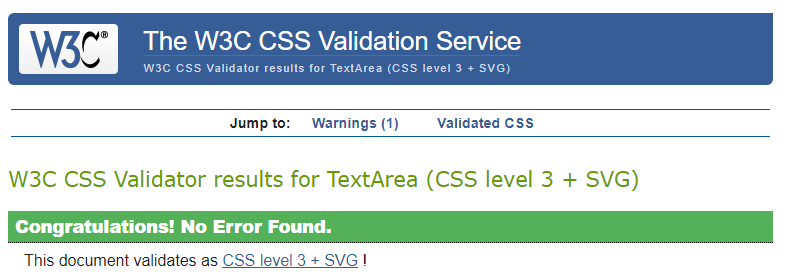 W3C®
The W3C CSS Validation Service
W3C CSS Validator results for TextArea (CSS level 3 + SVG)
Jump to: Warnings (1) Validated CSS
W3C CSS Validator results for TextArea (CSS level 3 + SVG)
Congratulations! No Error Found.
This document validates as CSS level 3 + SVG !